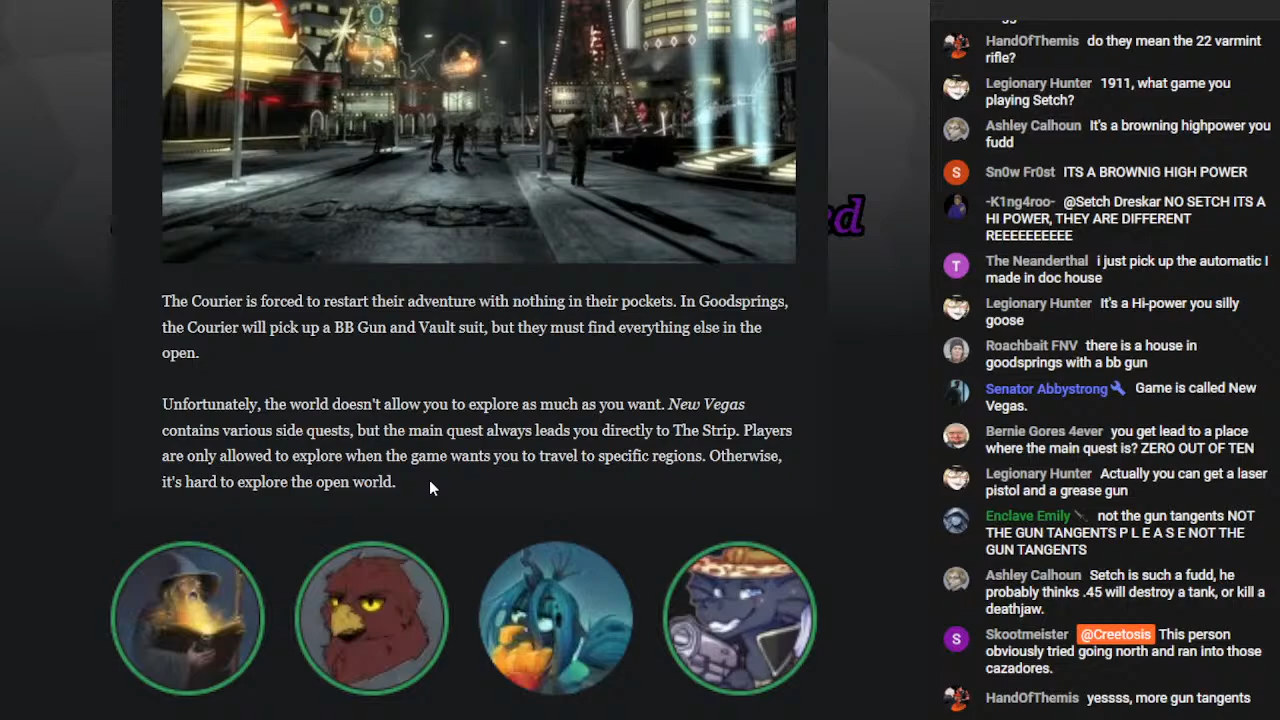 The Courier is forced to restart their adventure with nothing in their pockets. In Goodsprings,
the Courier will pick up a BB Gun and Vault suit, but they must find everything else in the
open.
Unfortunately, the world doesn't allow you to explore as much as you want. New Vegas
contains various side quests, but the main quest always leads you directly to The Strip. Players
are only allowed to explore when the game wants you to travel to specific regions. Otherwise,
it's hard to explore the open world.
ed
HandOfThemis do they mean the 22 varmint
rifle?
Legionary Hunter 1911, what game you
playing Setch?
Ashley Calhoun It's a browning highpower you
fudd
S Sn0w Fr0st ITS A BROWNIG HIGH POWER
-K1ng4roo- @Setch Dreskar NO SETCH ITS A
HI POWER, THEY ARE DIFFERENT
REEEEEEEEEE
T The Neanderthal i just pick up the automatic I
made in doc house
Legionary Hunter It's a Hi-power you silly
goose
Roachbait FNV there is a house in
goodsprings with a bb gun
Senator Abbystrong Game is called New
Vegas.
Bernie Gores 4ever you get lead to a place
where the main quest is? ZERO OUT OF TEN
Legionary Hunter Actually you can get a laser
pistol and a grease gun
Enclave Emily not the gun tangents NOT
THE GUN TANGENTS P L E A S E NOT THE
GUN TANGENTS
Ashley Calhoun Setch is such a fudd, he
probably thinks .45 will destroy a tank, or kill a
deathjaw.
S Skootmeister @Creetosis This person
obviously tried going north and ran into those
cazadores.
HandOfThemis yessss, more gun tangents